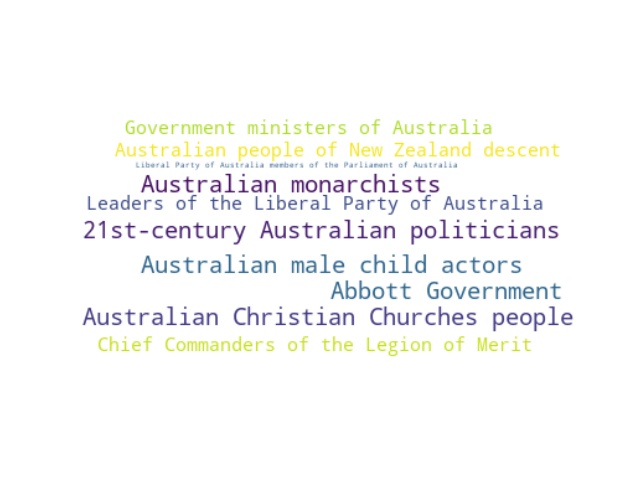 Government ministers of Australia
Australian people of New Zealand descent
Liberal Party of Australia members of the Parliament of Australia
Australian monarchists
Leaders of the Liberal Party of Australia
21st-century Australian politicians
Australian male child actors
Abbott Government
Australian Christian Churches people
Chief Commanders of the Legion of Merit